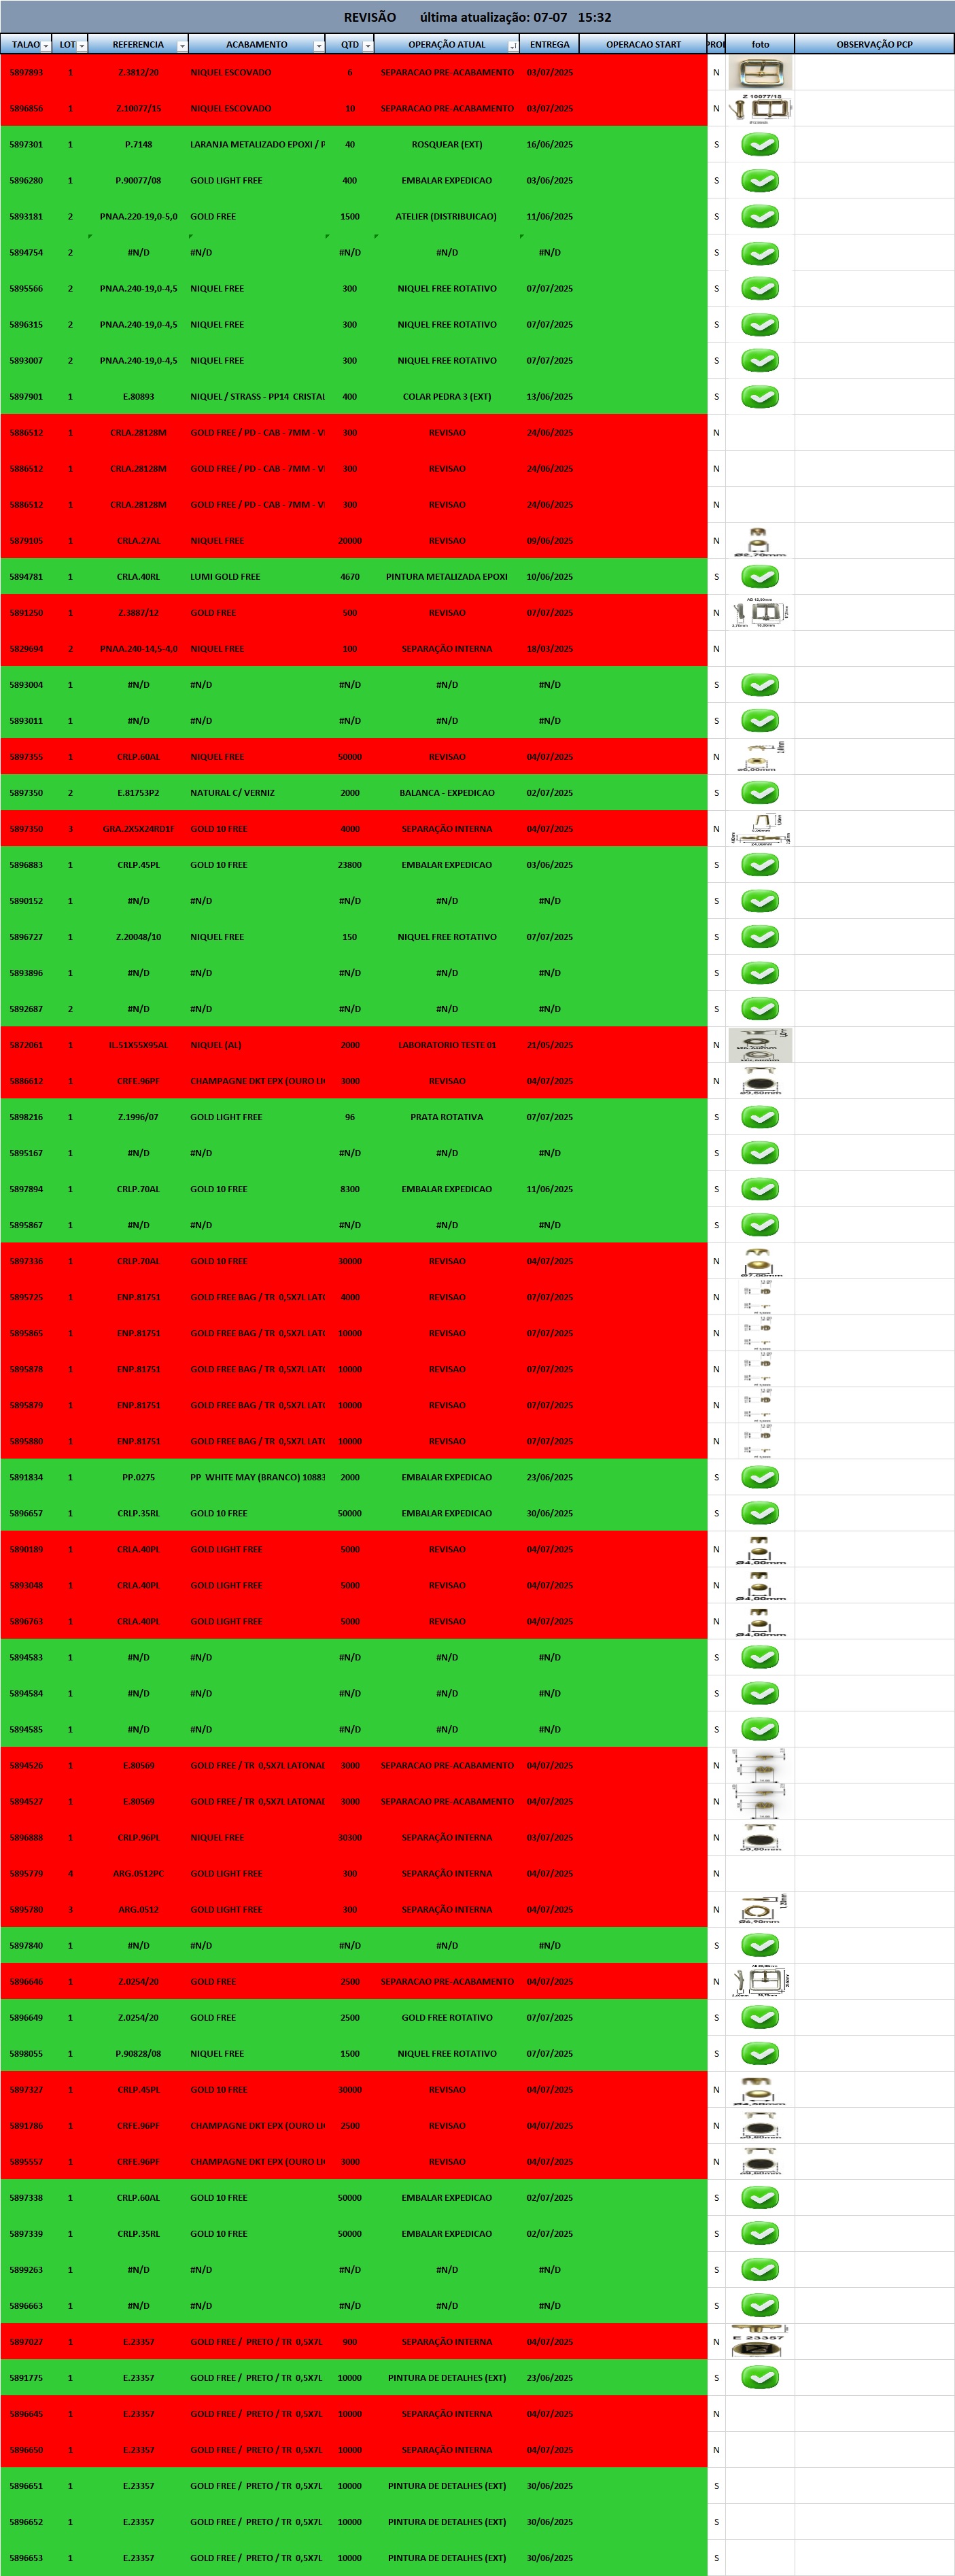 REVISÃO última atualização: 07-07 15:32
TALAO LOT REFERENCIA ACABAMENTO QTD OPERAÇÃO ATUAL ENTREGA OPERACAO START PROI foto OBSERVAÇÃO PCP
5897893 1 Z.3812/20 NIQUEL ESCOVADO 6 SEPARACAO PRE-ACABAMENTO 03/07/2025 N
5896856 1 Z.10077/15 NIQUEL ESCOVADO 10 SEPARACAO PRE-ACABAMENTO 03/07/2025 N Z 10077/15
5897301 1 P.7148 LARANJA METALIZADO EPOXI / P 40 ROSQUEAR (EXT) 16/06/2025 S
5896280 1 P.90077/08 GOLD LIGHT FREE 400 EMBALAR EXPEDICAO 03/06/2025 S
5893181 2 PNAA.220-19,0-5,0 GOLD FREE 1500 ATELIER (DISTRIBUICAO) 11/06/2025 S
5894754 2 #N/D #N/D #N/D #N/D #N/D S
5895566 2 PNAA.240-19,0-4,5 NIQUEL FREE 300 NIQUEL FREE ROTATIVO 07/07/2025 S
5896315 2 PNAA.240-19,0-4,5 NIQUEL FREE 300 NIQUEL FREE ROTATIVO 07/07/2025 S
5893007 2 PNAA.240-19,0-4,5 NIQUEL FREE 300 NIQUEL FREE ROTATIVO 07/07/2025 S
5897901 1 E.80893 NIQUEL / STRASS - PP14 CRISTAL 400 COLAR PEDRA 3 (EXT) 13/06/2025 S
5886512 1 CRLA.28128M GOLD FREE / PD - CAB - 7MM - V 300 REVISAO 24/06/2025 N
5886512 1 CRLA.28128M GOLD FREE / PD - CAB - 7MM - V 300 REVISAO 24/06/2025 N
5886512 1 CRLA.28128M GOLD FREE / PD - CAB - 7MM - V 300 REVISAO 24/06/2025 N
5879105 1 CRLA.27AL NIQUEL FREE 20000 REVISAO 09/06/2025 N Ø2,70mm
5894781 1 CRLA.40RL LUMI GOLD FREE 4670 PINTURA METALIZADA EPOXI 10/06/2025 S
5891250 1 Z.3887/12 GOLD FREE 500 REVISAO 07/07/2025 N
5829694 2 PNAA.240-14,5-4,0 NIQUEL FREE 100 SEPARAÇÃO INTERNA 18/03/2025 N
5893004 1 #N/D #N/D #N/D #N/D #N/D S
5893011 1 #N/D #N/D #N/D #N/D #N/D S
5897355 1 CRLP.60AL NIQUEL FREE 50000 REVISAO 04/07/2025 N
5897350 2 E.81753P2 NATURAL C/ VERNIZ 2000 BALANCA - EXPEDICAO 02/07/2025 S
5897350 3 GRA.2X5X24RD1F GOLD 10 FREE 4000 SEPARAÇÃO INTERNA 04/07/2025 N
5896883 1 CRLP.45PL GOLD 10 FREE 23800 EMBALAR EXPEDICAO 03/06/2025 S
5890152 1 #N/D #N/D #N/D #N/D #N/D S
5896727 1 Z.20048/10 NIQUEL FREE 150 NIQUEL FREE ROTATIVO 07/07/2025 S
5893896 1 #N/D #N/D #N/D #N/D #N/D S
5892687 2 #N/D #N/D #N/D #N/D #N/D S
5872061 1 IL.51X55X95AL NIQUEL (AL) 2000 LABORATORIO TESTE 01 21/05/2025 N
5886612 1 CRFE.96PF CHAMPAGNE DKT EPX (OURO LI 3000 REVISAO 04/07/2025 N
5898216 1 Z.1996/07 GOLD LIGHT FREE 96 PRATA ROTATIVA 07/07/2025 S
5895167 1 #N/D #N/D #N/D #N/D #N/D S
5897894 1 CRLP.70AL GOLD 10 FREE 8300 EMBALAR EXPEDICAO 11/06/2025 S
5895867 1 #N/D #N/D #N/D #N/D #N/D S
5897336 1 CRLP.70AL GOLD 10 FREE 30000 REVISAO 04/07/2025 N Ø7,00mm
5895725 1 ENP.81751 GOLD FREE BAG / TR 0,5X7L LAT 4000 REVISAO 07/07/2025 N
5895865 1 ENP.81751 GOLD FREE BAG / TR 0,5X7L LAT 10000 REVISAO 07/07/2025 N
5895878 1 ENP.81751 GOLD FREE BAG / TR 0,5X7L LAT 10000 REVISAO 07/07/2025 N
5895879 1 ENP.81751 GOLD FREE BAG / TR 0,5X7L LAT 10000 REVISAO 07/07/2025 N
5895880 1 ENP.81751 GOLD FREE BAG / TR 0,5X7L LAT 10000 REVISAO 07/07/2025 N
5891834 1 PP.0275 PP WHITE MAY (BRANCO) 10883 2000 EMBALAR EXPEDICAO 23/06/2025 S
5896657 1 CRLP.35RL GOLD 10 FREE 50000 EMBALAR EXPEDICAO 30/06/2025 S
5890189 1 CRLA.40PL GOLD LIGHT FREE 5000 REVISAO 04/07/2025 N Ø4,00mm
5893048 1 CRLA.40PL GOLD LIGHT FREE 5000 REVISAO 04/07/2025 N Ø4,00mm
5896763 1 CRLA.40PL GOLD LIGHT FREE 5000 REVISAO 04/07/2025 N Ø4,00mm
5894583 1 #N/D #N/D #N/D #N/D #N/D S
5894584 1 #N/D #N/D #N/D #N/D #N/D S
5894585 1 #N/D #N/D #N/D #N/D #N/D S
5894526 1 E.80569 GOLD FREE / TR 0,5X7L LATONAD 3000 SEPARACAO PRE-ACABAMENTO 04/07/2025 N
5894527 1 E.80569 GOLD FREE / TR 0,5X7L LATONAD 3000 SEPARACAO PRE-ACABAMENTO 04/07/2025 N
5896888 1 CRLP.96PL NIQUEL FREE 30300 SEPARAÇÃO INTERNA 03/07/2025 N
5895779 4 ARG.0512PC GOLD LIGHT FREE 300 SEPARAÇÃO INTERNA 04/07/2025 N
5895780 3 ARG.0512 GOLD LIGHT FREE 300 SEPARAÇÃO INTERNA 04/07/2025 N Ø6,90mm
5897840 1 #N/D #N/D #N/D #N/D #N/D S
5896646 1 Z.0254/20 GOLD FREE 2500 SEPARACAO PRE-ACABAMENTO 04/07/2025 N
5896649 1 Z.0254/20 GOLD FREE 2500 GOLD FREE ROTATIVO 07/07/2025 S
5898055 1 P.90828/08 NIQUEL FREE 1500 NIQUEL FREE ROTATIVO 07/07/2025 S
5897327 1 CRLP.45PL GOLD 10 FREE 30000 REVISAO 04/07/2025 N Ø4,50mm
5891786 1 CRFE.96PF CHAMPAGNE DKT EPX (OURO LI 2500 REVISAO 04/07/2025 N
5895557 1 CRFE.96PF CHAMPAGNE DKT EPX (OURO LI 3000 REVISAO 04/07/2025 N
5897338 1 CRLP.60AL GOLD 10 FREE 50000 EMBALAR EXPEDICAO 02/07/2025 S
5897339 1 CRLP.35RL GOLD 10 FREE 50000 EMBALAR EXPEDICAO 02/07/2025 S
5899263 1 #N/D #N/D #N/D #N/D #N/D S
5896663 1 #N/D #N/D #N/D #N/D #N/D S
5897027 1 E.23357 GOLD FREE / PRETO / TR 0,5X7L 900 SEPARAÇÃO INTERNA 04/07/2025 N E 23357
5891775 1 E.23357 GOLD FREE / PRETO / TR 0,5X7L 10000 PINTURA DE DETALHES (EXT) 23/06/2025 S
5896645 1 E.23357 GOLD FREE / PRETO / TR 0,5X7L 10000 SEPARAÇÃO INTERNA 04/07/2025 N
5896650 1 E.23357 GOLD FREE / PRETO / TR 0,5X7L 10000 SEPARAÇÃO INTERNA 04/07/2025 N
5896651 1 E.23357 GOLD FREE / PRETO / TR 0,5X7L 10000 PINTURA DE DETALHES (EXT) 30/06/2025 S
5896652 1 E.23357 GOLD FREE / PRETO / TR 0,5X7L 10000 PINTURA DE DETALHES (EXT) 30/06/2025 S
5896653 1 E.23357 GOLD FREE / PRETO / TR 0,5X7L 10000 PINTURA DE DETALHES (EXT) 30/06/2025 S